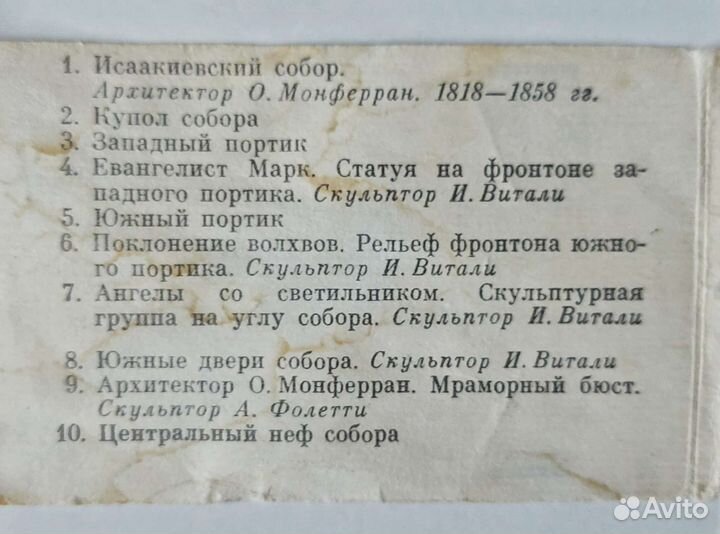 1. Исаакиевский собор.
Архитектор О. Монферран. 1818—1858 гг.
2. Купол собора
3. Западный портик
4. Евангелист Марк. Статуя на фронтоне за-
падного портика. Скульптор И. Витали
5. Южный портик
6. Поклонение волхвов. Рельеф фронтона южно-
го портика. Скульптор И. Витали
7. Ангелы со светильником. Скульптурная
группа на углу собора. Скульптор И. Витали
8. Южные двери собора. Скульптор И. Витали
9. Архитектор О. Монферран. Мраморный бюст.
Скульптор А. Фолетти
10. Центральный неф собора
Avito